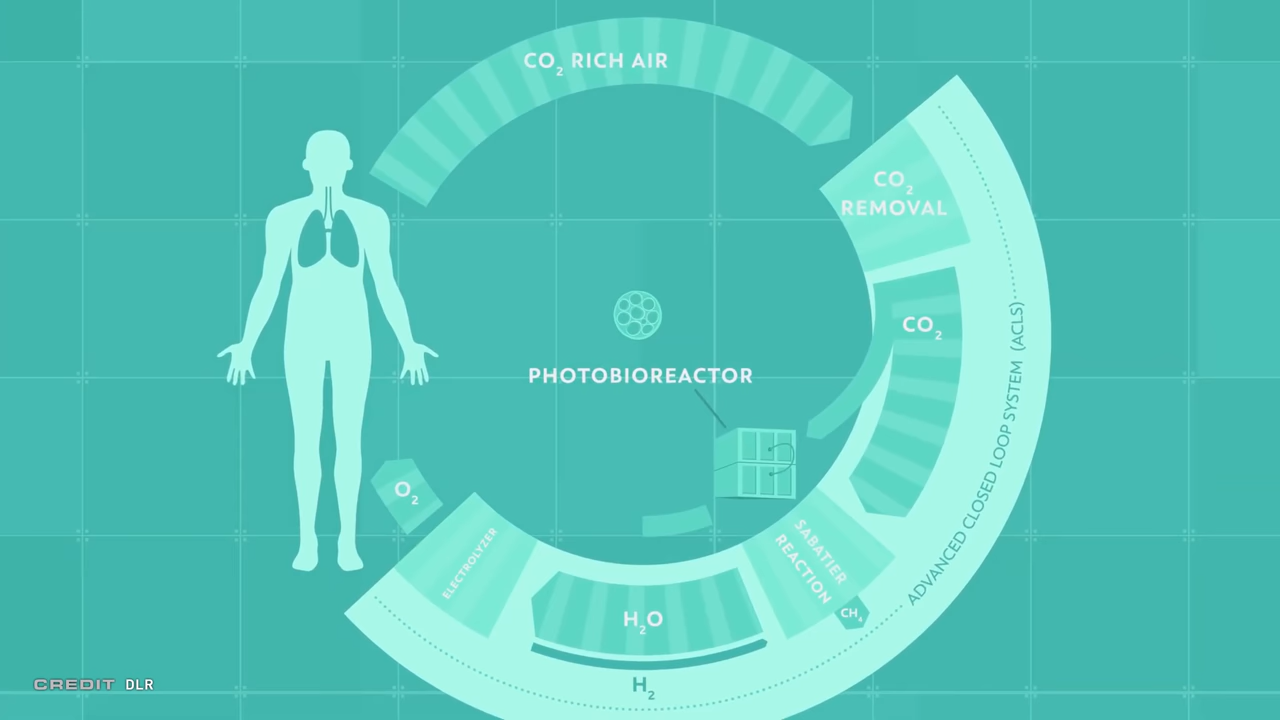 CO₂ RICH AIR
CO₂
REMOVAL
CO₂
ADVANCED CLOSED LOOP SYSTEM (ACLS)
PHOTOBIOREACTOR
O₂
ELECTROLYZER
SABATIER
REACTION
CH₄
H₂O
H₂
CREDIT DLR